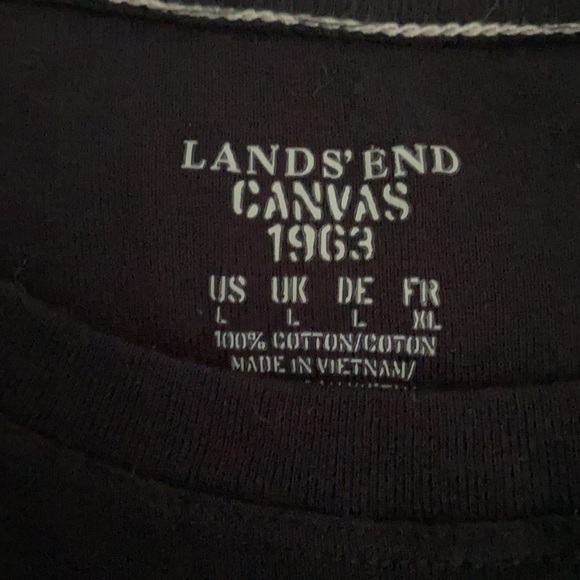 LANDS' END
CANVAS
1963
US UK DE FR
L L L XL
100% COTTON/COTON
MADE IN VIETNAM/